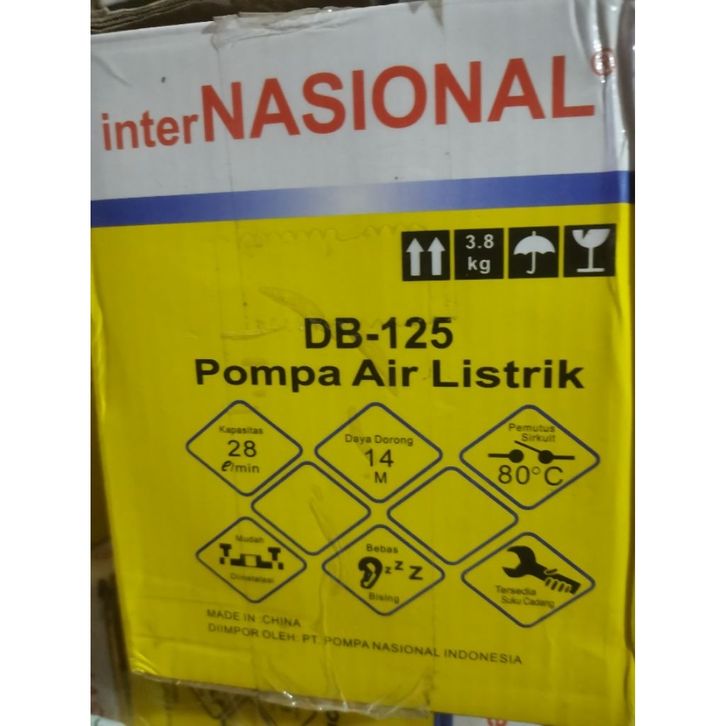 interNASIONAL®
3.8
kg
DB-125
Pompa Air Listrik
Kapasitas
28
ℓ/min
Daya Dorong
14
M
Pemutus
Sirkuit
80°C
Mudah
Diinstalasi
Bebas
zzZZ
Bising
Tersedia
Suku Cadang
MADE IN :CHINA
DIIMPOR OLEH: PT. POMPA NASIONAL INDONESIA